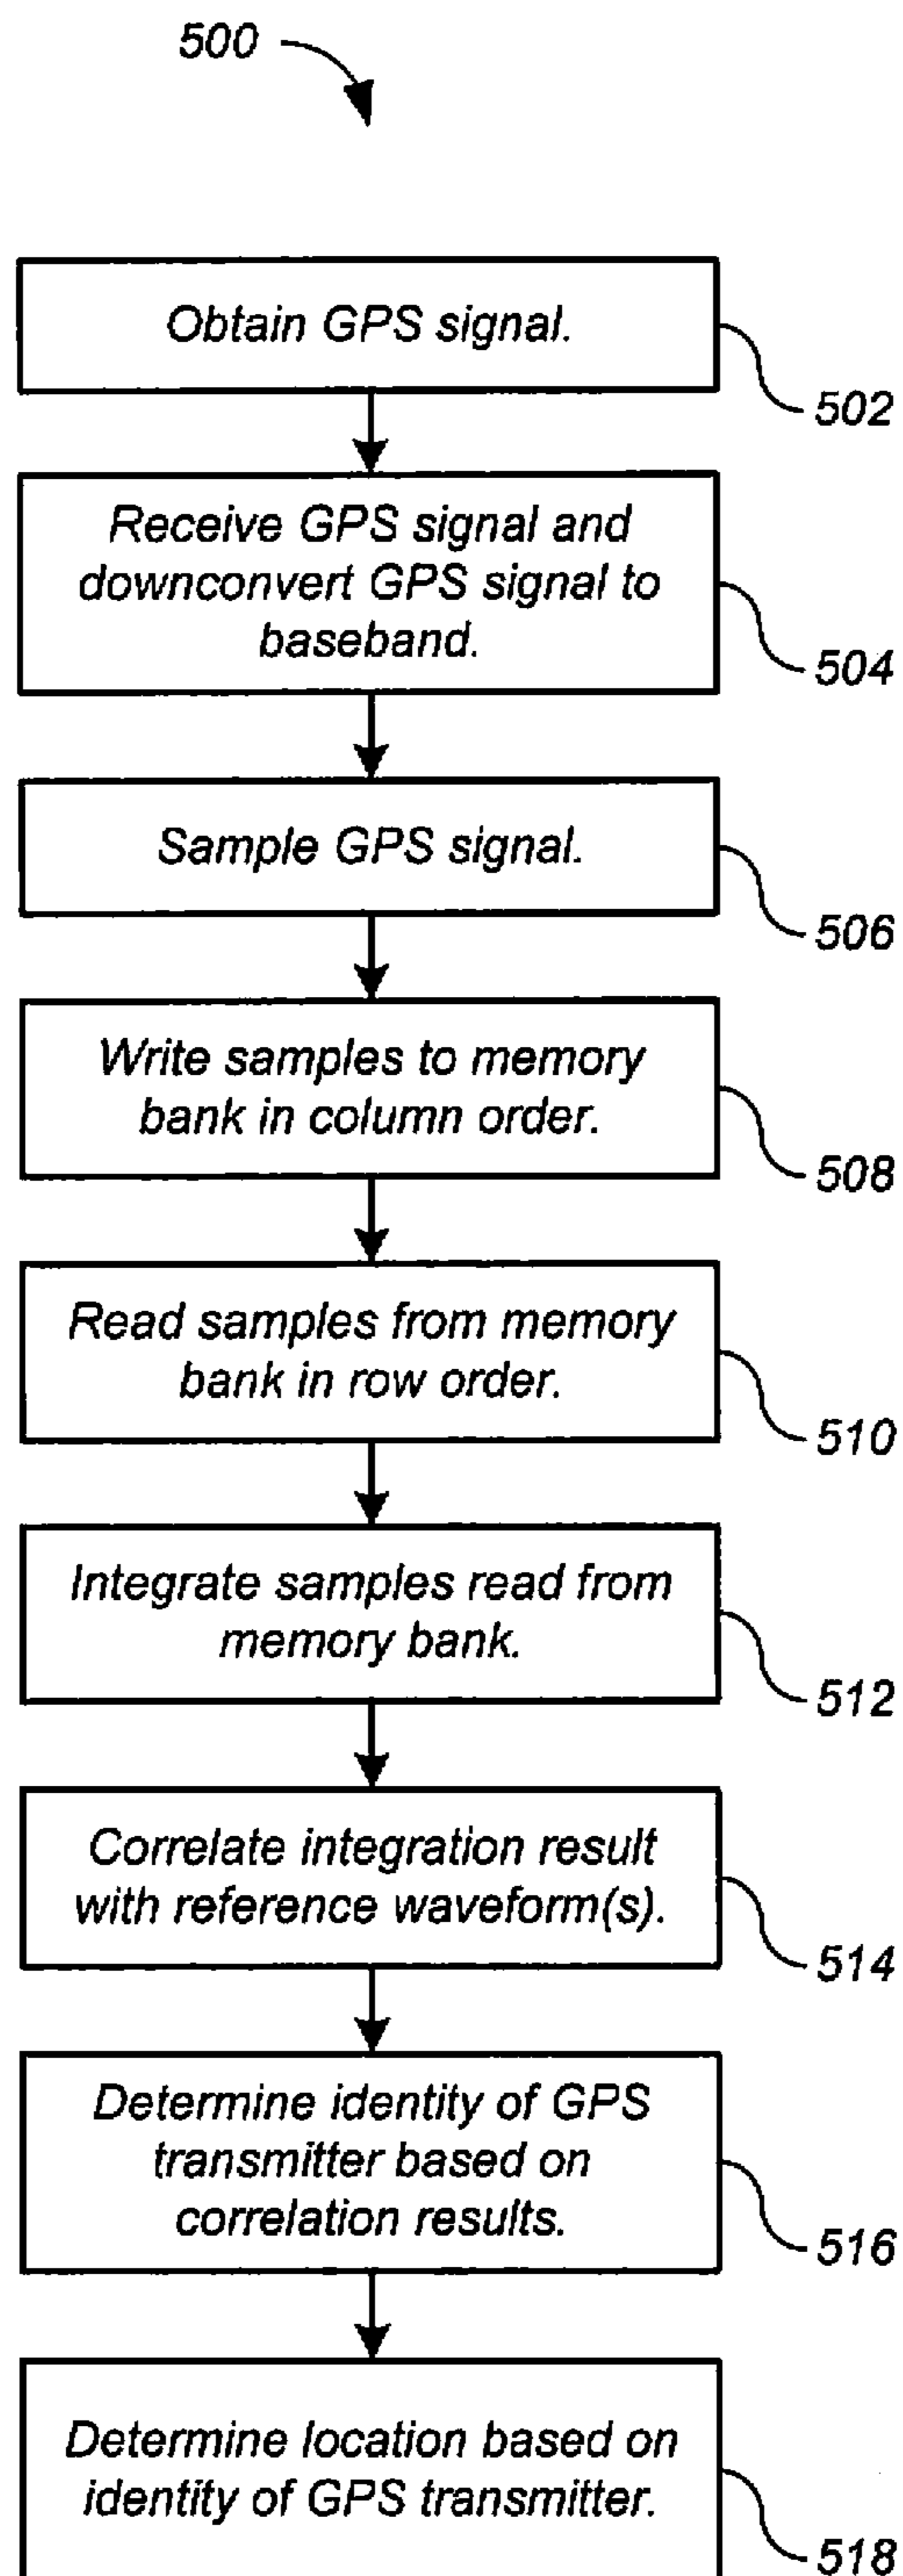 500
Obtain GPS signal.
502
Receive GPS signal and
downconvert GPS signal to
baseband.
504
Sample GPS signal.
506
Write samples to memory
bank in column order.
508
Read samples from memory
bank in row order.
510
Integrate samples read from
memory bank.
512
Correlate integration result
with reference waveform(s).
514
Determine identity of GPS
transmitter based on
correlation results.
516
Determine location based on
identity of GPS transmitter.
518